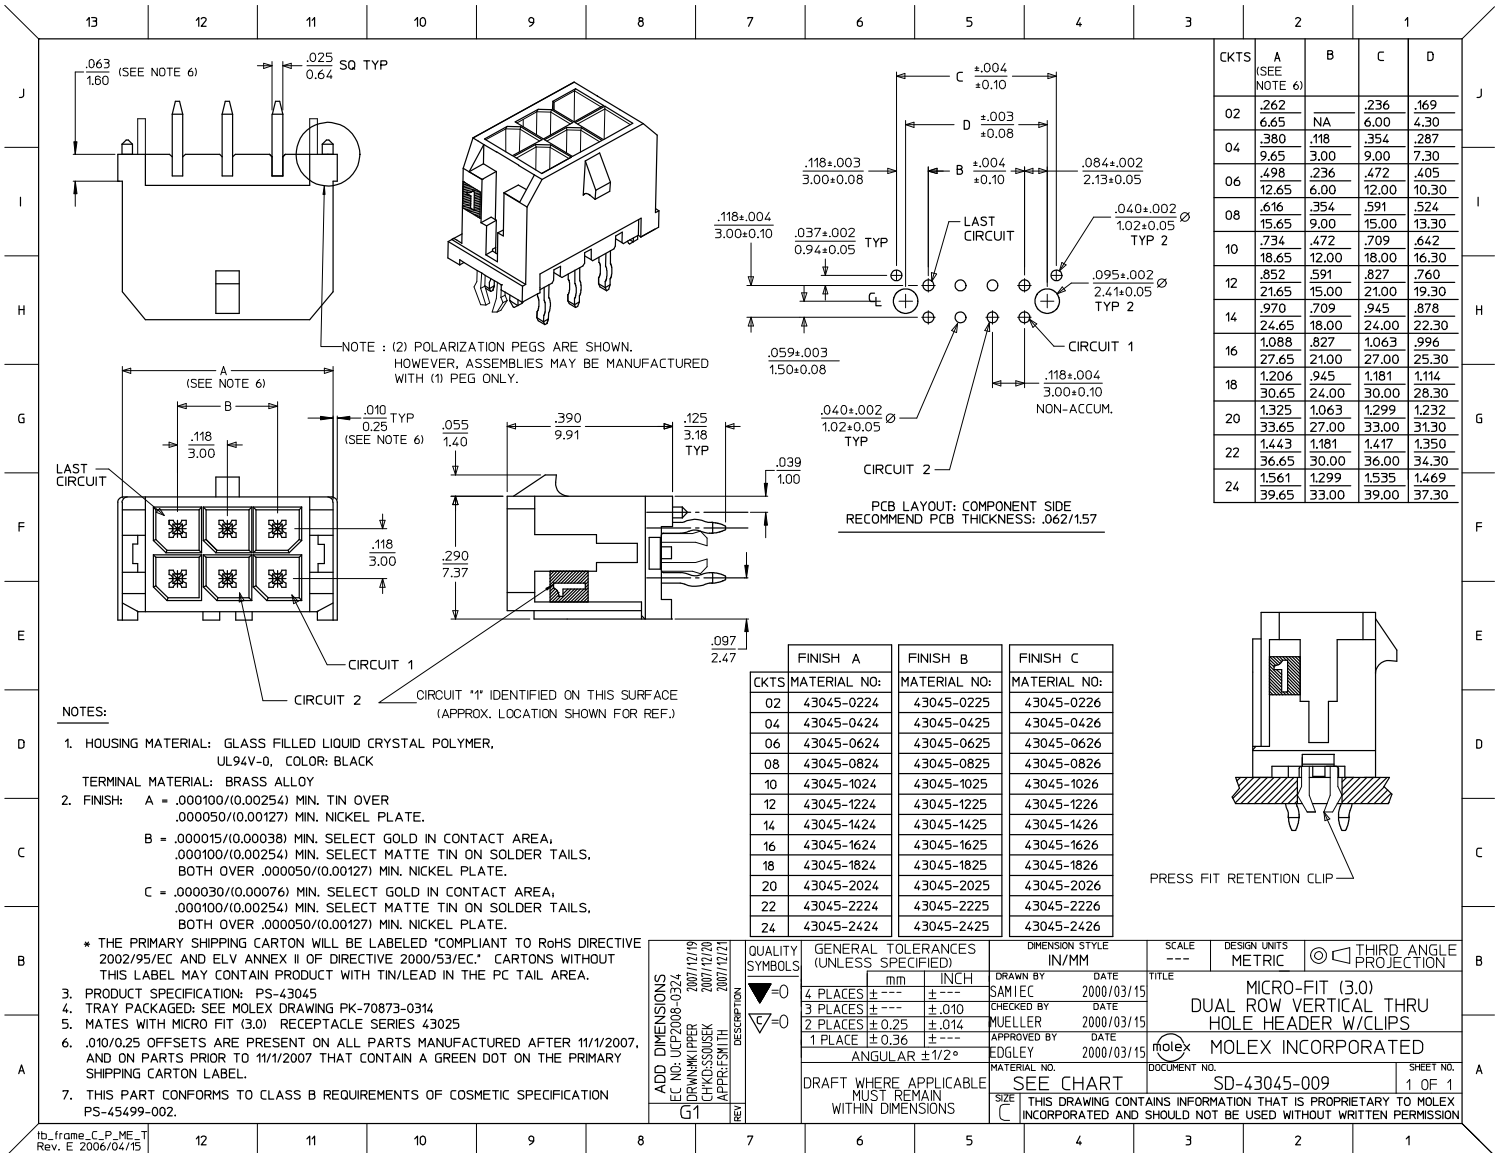 13 12 11 10 9 8 7 6 5 4 3 2 1
J
I
H
G
F
E
D
C
B
A
.063
1.60
(SEE NOTE 6)
.025
0.64
SQ TYP
NOTE : (2) POLARIZATION PEGS ARE SHOWN.
HOWEVER, ASSEMBLIES MAY BE MANUFACTURED
WITH (1) PEG ONLY.
1
C ±.004
±0.10
D ±.003
±0.08
.118±.003
3.00±0.08
B ±.004
±0.10
.084±.002
2.13±0.05
.118±.004
3.00±0.10
.037±.002
0.94±0.05
TYP
LAST
CIRCUIT
.040±.002
1.02±0.05 Ø
TYP 2
.095±.002
2.41±0.05 Ø
TYP 2
CL
CIRCUIT 1
.059±.003
1.50±0.08
.118±.004
3.00±0.10
NON-ACCUM.
.040±.002
1.02±0.05 Ø
TYP
CIRCUIT 2
PCB LAYOUT: COMPONENT SIDE
RECOMMEND PCB THICKNESS: .062/1.57
CKTS A B C D
(SEE
NOTE 6)
02 .262 .236 .169
6.65 NA 6.00 4.30
04 .380 .118 .354 .287
9.65 3.00 9.00 7.30
06 .498 .236 .472 .405
12.65 6.00 12.00 10.30
08 .616 .354 .591 .524
15.65 9.00 15.00 13.30
10 .734 .472 .709 .642
18.65 12.00 18.00 16.30
12 .852 .591 .827 .760
21.65 15.00 21.00 19.30
14 .970 .709 .945 .878
24.65 18.00 24.00 22.30
16 1.088 .827 1.063 .996
27.65 21.00 27.00 25.30
18 1.206 .945 1.181 1.114
30.65 24.00 30.00 28.30
20 1.325 1.063 1.299 1.232
33.65 27.00 33.00 31.30
22 1.443 1.181 1.417 1.350
36.65 30.00 36.00 34.30
24 1.561 1.299 1.535 1.469
39.65 33.00 39.00 37.30
A
(SEE NOTE 6)
B
.118
3.00
.010
0.25
TYP
(SEE NOTE 6)
LAST
CIRCUIT
.118
3.00
CIRCUIT 1
CIRCUIT 2
.055
1.40
.390
9.91
.125
3.18
TYP
.039
1.00
.290
7.37
1
.097
2.47
CIRCUIT "1" IDENTIFIED ON THIS SURFACE
(APPROX. LOCATION SHOWN FOR REF.)
1
PRESS FIT RETENTION CLIP
FINISH A FINISH B FINISH C
CKTS MATERIAL NO: MATERIAL NO: MATERIAL NO:
02 43045-0224 43045-0225 43045-0226
04 43045-0424 43045-0425 43045-0426
06 43045-0624 43045-0625 43045-0626
08 43045-0824 43045-0825 43045-0826
10 43045-1024 43045-1025 43045-1026
12 43045-1224 43045-1225 43045-1226
14 43045-1424 43045-1425 43045-1426
16 43045-1624 43045-1625 43045-1626
18 43045-1824 43045-1825 43045-1826
20 43045-2024 43045-2025 43045-2026
22 43045-2224 43045-2225 43045-2226
24 43045-2424 43045-2425 43045-2426
NOTES:
1. HOUSING MATERIAL: GLASS FILLED LIQUID CRYSTAL POLYMER,
UL94V-0, COLOR: BLACK
TERMINAL MATERIAL: BRASS ALLOY
2. FINISH: A = .000100/(0.00254) MIN. TIN OVER
.000050/(0.00127) MIN. NICKEL PLATE.
B = .000015/(0.00038) MIN. SELECT GOLD IN CONTACT AREA,
.000100/(0.00254) MIN. SELECT MATTE TIN ON SOLDER TAILS,
BOTH OVER .000050/(0.00127) MIN. NICKEL PLATE.
C = .000030/(0.00076) MIN. SELECT GOLD IN CONTACT AREA,
.000100/(0.00254) MIN. SELECT MATTE TIN ON SOLDER TAILS,
BOTH OVER .000050/(0.00127) MIN. NICKEL PLATE.
* THE PRIMARY SHIPPING CARTON WILL BE LABELED "COMPLIANT TO RoHS DIRECTIVE
2002/95/EC AND ELV ANNEX II OF DIRECTIVE 2000/53/EC." CARTONS WITHOUT
THIS LABEL MAY CONTAIN PRODUCT WITH TIN/LEAD IN THE PC TAIL AREA.
3. PRODUCT SPECIFICATION: PS-43045
4. TRAY PACKAGED: SEE MOLEX DRAWING PK-70873-0314
5. MATES WITH MICRO FIT (3.0) RECEPTACLE SERIES 43025
6. .010/0.25 OFFSETS ARE PRESENT ON ALL PARTS MANUFACTURED AFTER 11/1/2007,
AND ON PARTS PRIOR TO 11/1/2007 THAT CONTAIN A GREEN DOT ON THE PRIMARY
SHIPPING CARTON LABEL.
7. THIS PART CONFORMS TO CLASS B REQUIREMENTS OF COSMETIC SPECIFICATION
PS-45499-002.
ADD DIMENSIONS
EC NO: UCP2008-0324
DRWN:MKIPPER 2007/12/19
CH'KD:SSOUSEK 2007/12/20
APPR:FSMITH 2007/12/21
G1
REV
DESCRIPTION
QUALITY
SYMBOLS
=0
C =0
GENERAL TOLERANCES
(UNLESS SPECIFIED)
mm INCH
4 PLACES ±--- ±---
3 PLACES ±--- ±.010
2 PLACES ±0.25 ±.014
1 PLACE ±0.36 ±---
ANGULAR ±1/2°
DRAFT WHERE APPLICABLE
MUST REMAIN
WITHIN DIMENSIONS
DIMENSION STYLE
IN/MM
DRAWN BY DATE
SAMIEC 2000/03/15
CHECKED BY DATE
MUELLER 2000/03/15
APPROVED BY DATE
EDGLEY 2000/03/15
MATERIAL NO.
SEE CHART
SIZE
C
SCALE
---
DESIGN UNITS
METRIC
THIRD ANGLE
PROJECTION
TITLE
MICRO-FIT (3.0)
DUAL ROW VERTICAL THRU
HOLE HEADER W/CLIPS
molex MOLEX INCORPORATED
DOCUMENT NO.
SD-43045-009
SHEET NO.
1 OF 1
THIS DRAWING CONTAINS INFORMATION THAT IS PROPRIETARY TO MOLEX
INCORPORATED AND SHOULD NOT BE USED WITHOUT WRITTEN PERMISSION
tb_frame_C_P_ME_T
Rev. E 2006/04/15
12 11 10 9 8 7 6 5 4 3 2 1
J
I
H
G
F
E
D
C
B
A